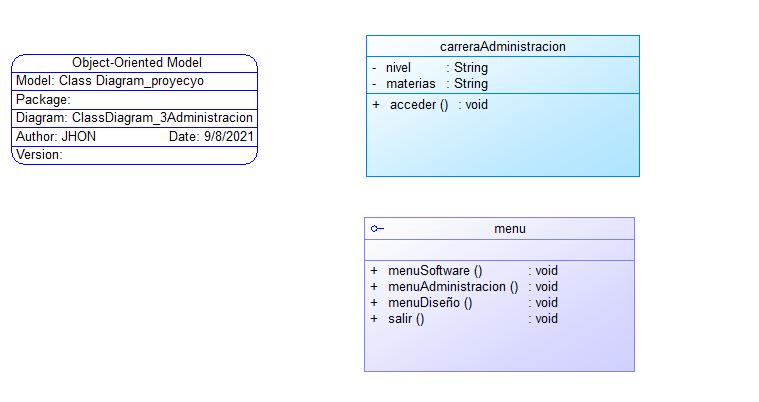 Object-Oriented Model
Model: Class Diagram_proyecyo
Package:
Diagram: ClassDiagram_3Administracion
Author: JHON Date: 9/8/2021
Version:
carreraAdministracion
- nivel : String
- materias : String
+ acceder () : void
menu
+ menuSoftware () : void
+ menuAdministracion () : void
+ menuDiseño () : void
+ salir () : void